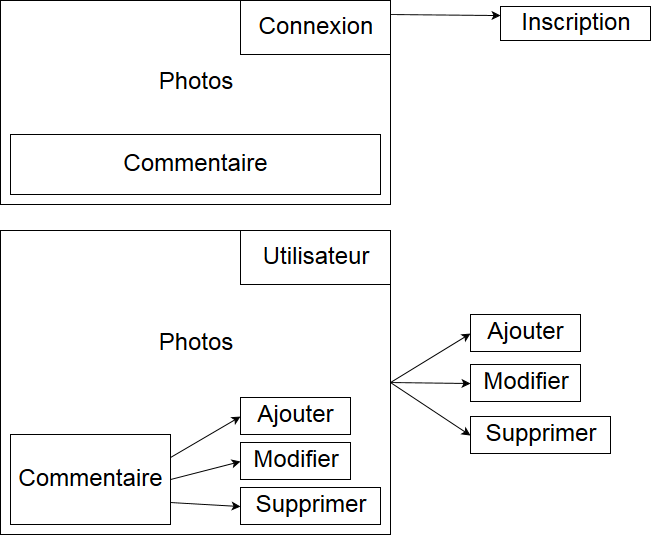 Connexion
Inscription
Photos
Commentaire
Utilisateur
Photos
Ajouter
Modifier
Supprimer
Commentaire
Ajouter
Modifier
Supprimer